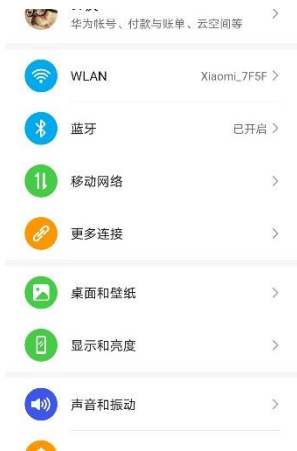 华为帐号、付款与账单、云空间等
WLAN
Xiaomi_7F5F
蓝牙
已开启
移动网络
更多连接
桌面和壁纸
显示和亮度
声音和振动